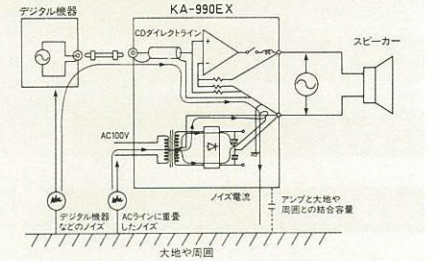 デジタル機器
KA-990EX
CDダイレクトライン
スピーカー
AC100V
ノイズ電流
デジタル機器
などのノイズ
ACラインに重畳
したノイズ
アンプと大地や
周囲との結合容量
大地や周囲